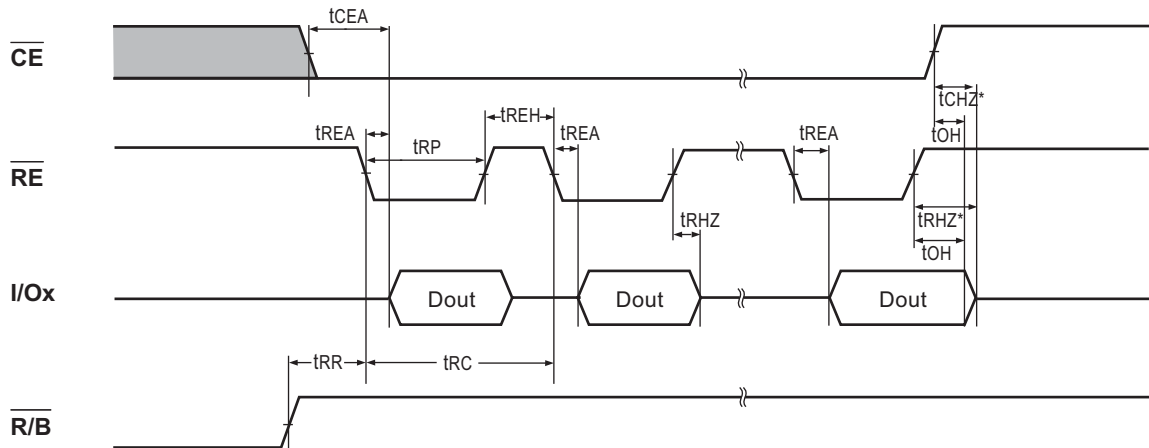 tCEA
CE
tCHZ*
tREH
tREA
tREA
tREA
tOH
tRP
RE
tRHZ
tRHZ*
tOH
I/Ox
Dout
Dout
Dout
tRR
tRC
R/B